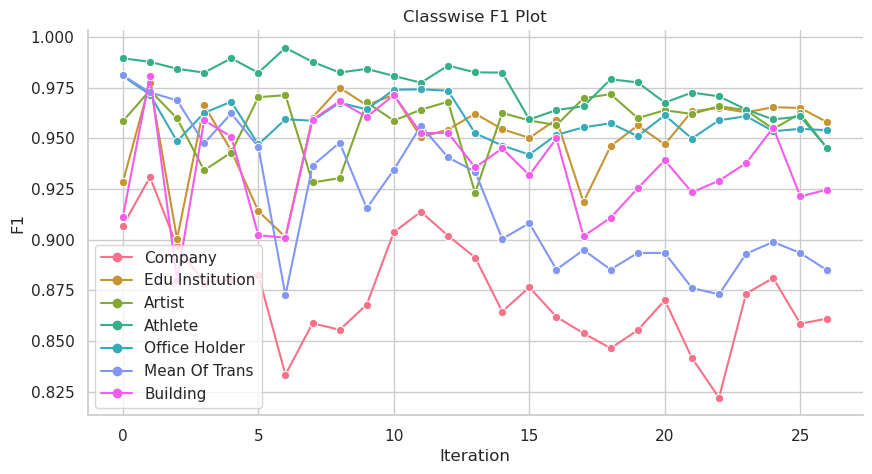 Classwise F1 Plot
F1
1.000
0.975
0.950
0.925
0.900
0.875
0.850
0.825
Company
Edu Institution
Artist
Athlete
Office Holder
Mean Of Trans
Building
0 5 10 15 20 25
Iteration